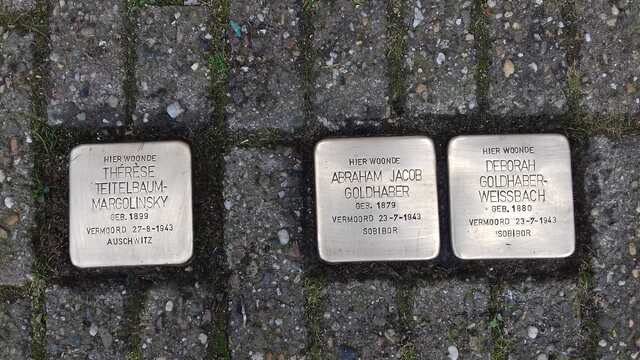 HIER WOONDE
THÉRÈSE
TEITELBAUM-
MARGOLINSKY
GEB. 1899
VERMOORD 27-8-1943
AUSCHWITZ
HIER WOONDE
ABRAHAM JACOB
GOLDHABER
GEB. 1879
VERMOORD 23-7-1943
SOBIBOR
HIER WOONDE
DEBORAH
GOLDHABER-
WEISSBACH
GEB. 1880
VERMOORD 23-7-1943
SOBIBOR